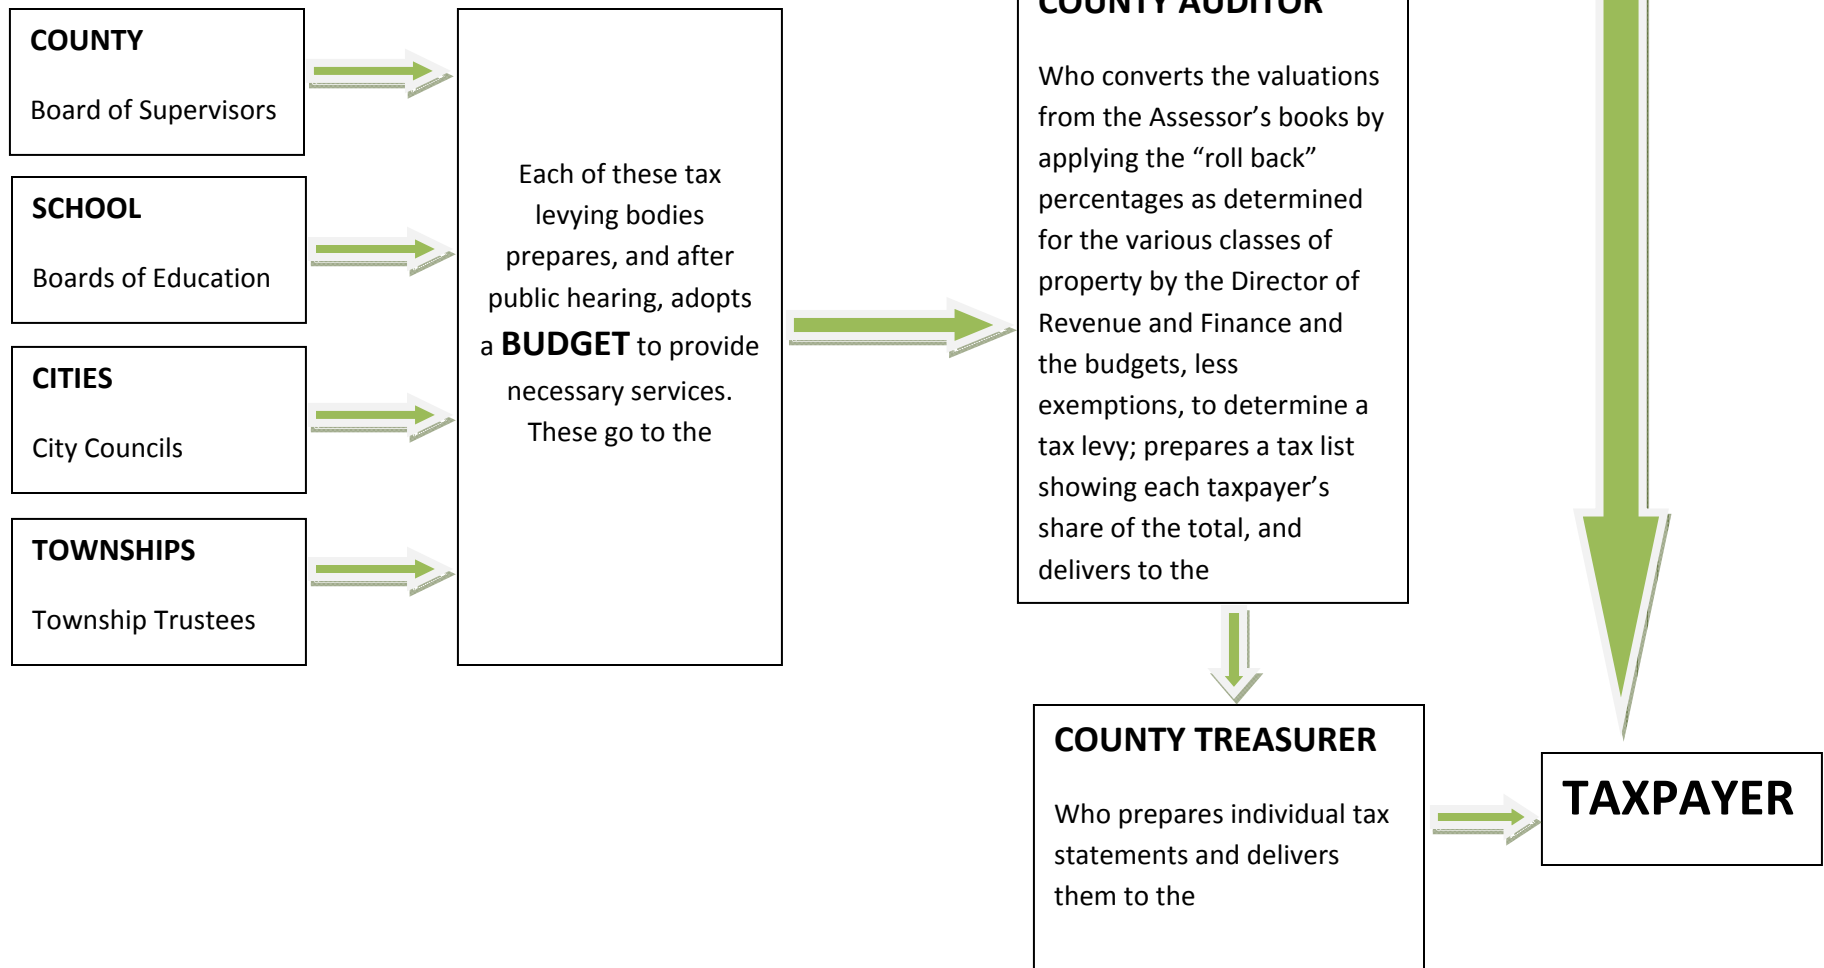 COUNTY
Board of Supervisors
SCHOOL
Boards of Education
CITIES
City Councils
TOWNSHIPS
Township Trustees
Each of these tax
levying bodies
prepares, and after
public hearing, adopts
a BUDGET to provide
necessary services.
These go to the
COUNTY AUDITOR
Who converts the valuations
from the Assessor’s books by
applying the “roll back”
percentages as determined
for the various classes of
property by the Director of
Revenue and Finance and
the budgets, less
exemptions, to determine a
tax levy; prepares a tax list
showing each taxpayer’s
share of the total, and
delivers to the
COUNTY TREASURER
Who prepares individual tax
statements and delivers
them to the
TAXPAYER